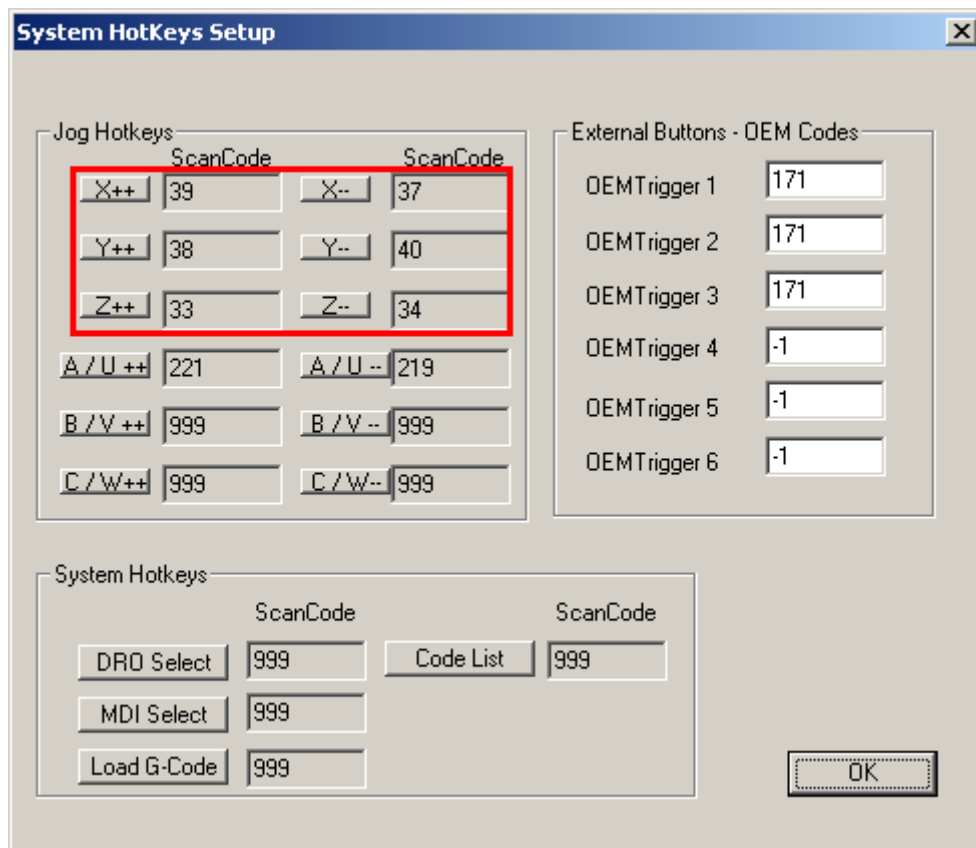 System HotKeys Setup
Jog Hotkeys
ScanCode ScanCode
X++ 39 X-- 37
Y++ 38 Y-- 40
Z++ 33 Z-- 34
A / U ++ 221 A / U -- 219
B / V ++ 999 B / V -- 999
C / W++ 999 C / W-- 999
External Buttons - OEM Codes
OEMTrigger 1 171
OEMTrigger 2 171
OEMTrigger 3 171
OEMTrigger 4 -1
OEMTrigger 5 -1
OEMTrigger 6 -1
System Hotkeys
ScanCode ScanCode
DRO Select 999 Code List 999
MDI Select 999
Load G-Code 999
OK